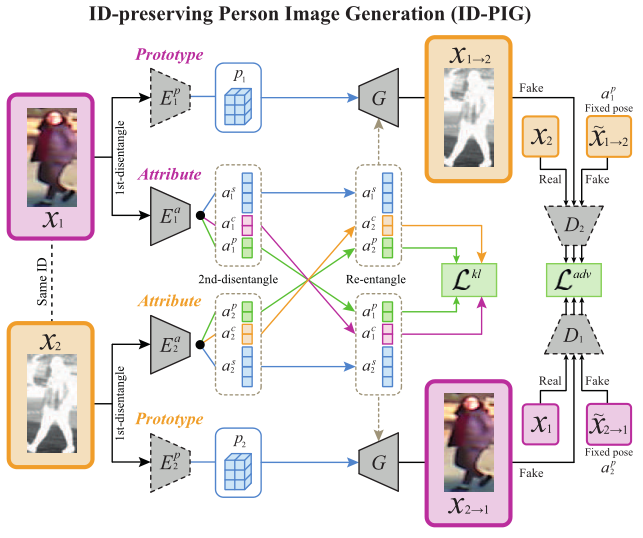 ID-preserving Person Image Generation (ID-PIG)
Prototype
p₁
E₁ᵖ
G
x₁→₂
Fake
a₁ᵖ
Fixed pose
x₂
x̃₁→₂
Real
Fake
1st-disentangle
x₁
Attribute
E₁ᵃ
a₁ˢ
a₁ᶜ
a₁ᵖ
a₁ˢ
a₂ᶜ
a₂ᵖ
D₂
2nd-disentangle
Re-entangle
ℒᵏˡ
ℒᵃᵈᵛ
Same ID
Attribute
E₂ᵃ
a₂ᵖ
a₂ᶜ
a₂ˢ
a₁ᵖ
a₁ᶜ
a₂ˢ
D₁
x₂
1st-disentangle
Prototype
p₂
E₂ᵖ
G
x₂→₁
Fake
Real
Fake
x₁
x̃₂→₁
Fixed pose
a₂ᵖ